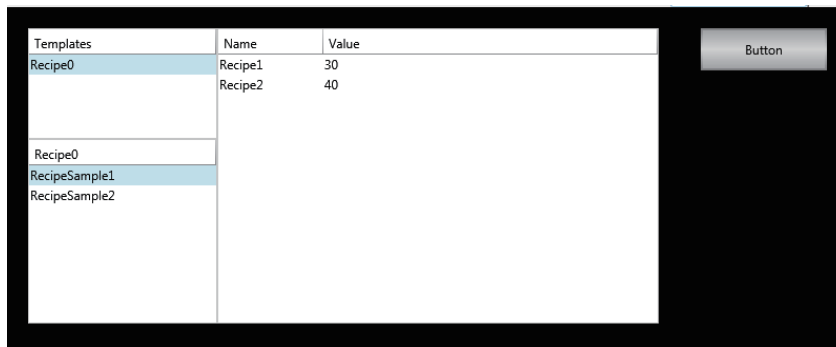 Templates Name Value Button
Recipe0 Recipe1 30
Recipe2 40
Recipe0
RecipeSample1
RecipeSample2